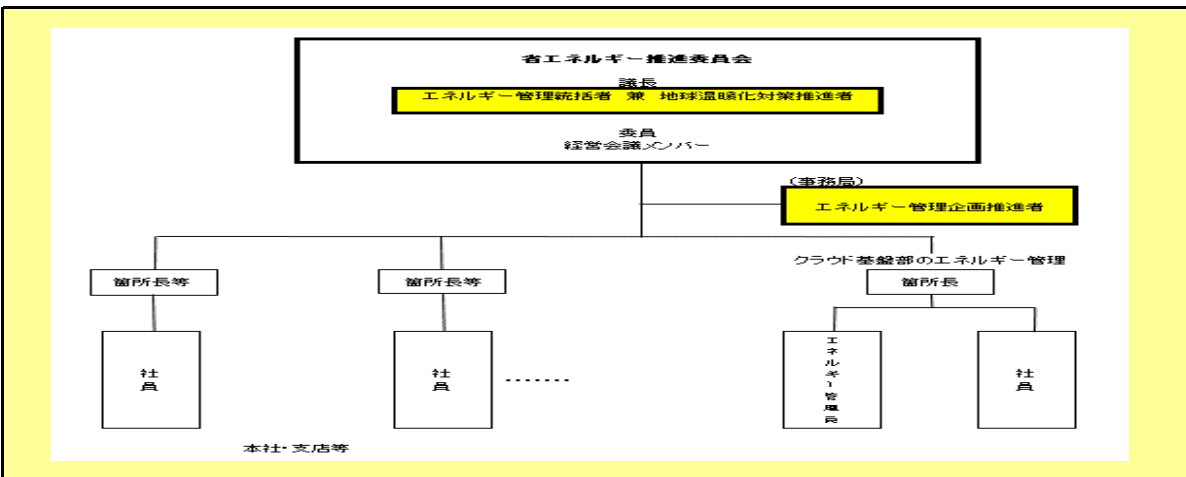 省エネルギー推進委員会
議長
エネルギー管理統括者 兼 地球温暖化対策推進者
委員
経営会議メンバー
(事務局)
エネルギー管理企画推進者
クラウド基盤部のエネルギー管理
箇所長等
箇所長等
箇所長
社員
社員
・・・・・・・
エネルギー管理員
社員
本社・支店等